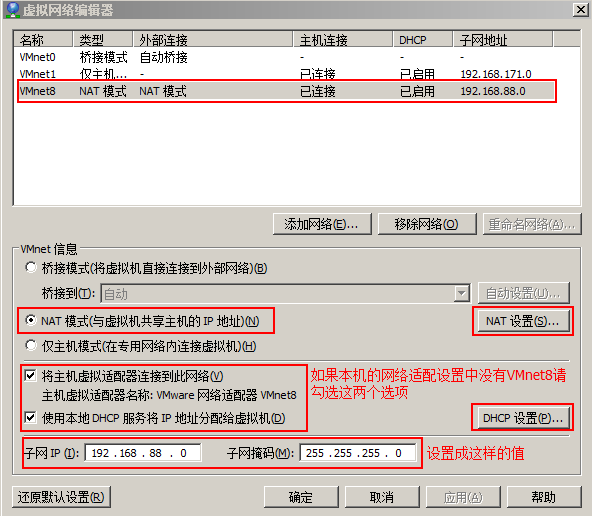 虚拟网络编辑器
名称 类型 外部连接 主机连接 DHCP 子网地址
VMnet0 桥接模式 自动桥接 - - -
VMnet1 仅主机... - 已连接 已启用 192.168.171.0
VMnet8 NAT 模式 NAT 模式 已连接 已启用 192.168.88.0
添加网络(E)... 移除网络(O) 重命名网络(A)...
VMnet 信息
桥接模式(将虚拟机直接连接到外部网络)(B)
桥接到(T): 自动 自动设置(U)...
NAT 模式(与虚拟机共享主机的 IP 地址)(N) NAT 设置(S)...
仅主机模式(在专用网络内连接虚拟机)(H)
将主机虚拟适配器连接到此网络(V) 如果本机的网络适配设置中没有VMnet8请
主机虚拟适配器名称: VMware 网络适配器 VMnet8 勾选这两个选项
使用本地 DHCP 服务将 IP 地址分配给虚拟机(D) DHCP 设置(P)...
子网 IP (I): 192 .168 . 88 . 0 子网掩码(M): 255 .255 .255 . 0 设置成这样的值
还原默认设置(R) 确定 取消 应用(A) 帮助